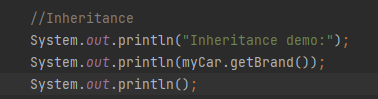 //Inheritance
System.out.println("Inheritance demo:");
System.out.println(myCar.getBrand());
System.out.println();